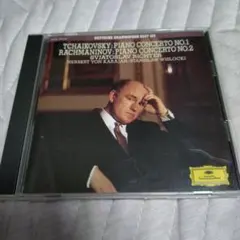 TCHAIKOVSKY: PIANO CONCERTO NO.1
RACHMANINOV: PIANO CONCERTO NO.2
SVIATOSLAV RICHTER
HERBERT VON KARAJAN · STANISLAW WISLOCKI